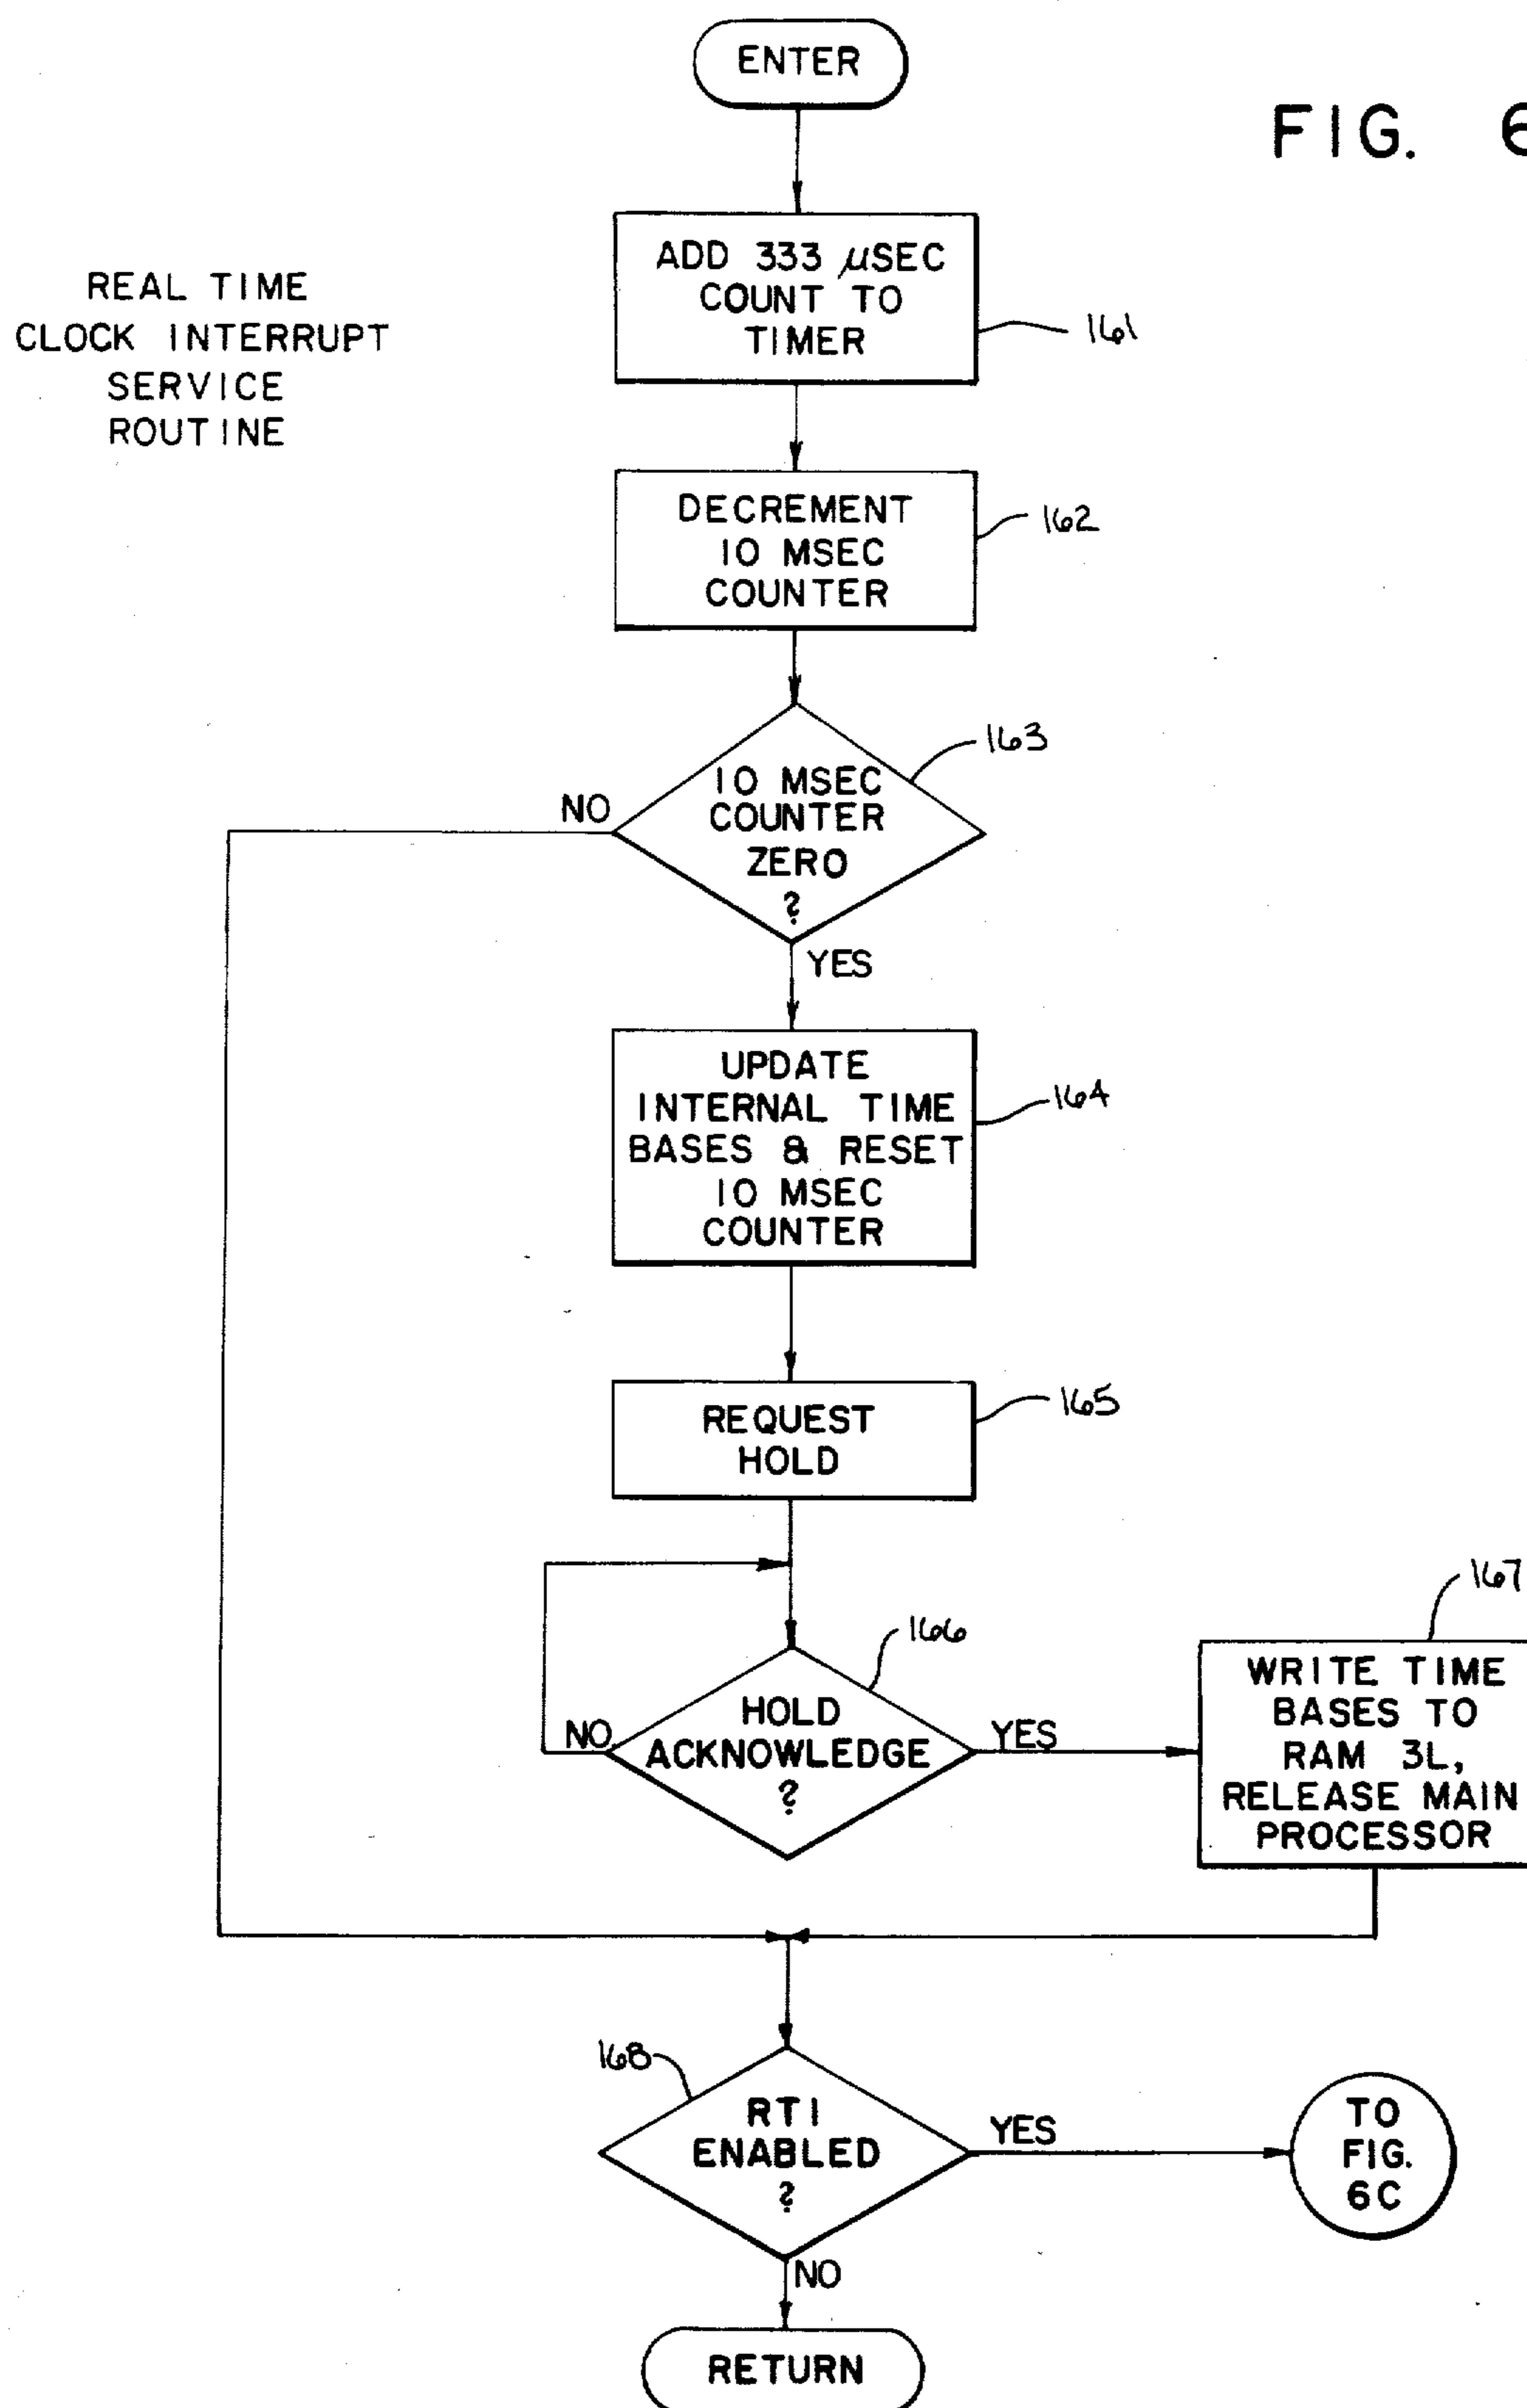 ENTER
FIG. 6
REAL TIME
CLOCK INTERRUPT
SERVICE
ROUTINE
ADD 333 μSEC
COUNT TO
TIMER
161
DECREMENT
10 MSEC
COUNTER
162
163
10 MSEC
COUNTER
ZERO
?
NO
YES
UPDATE
INTERNAL TIME
BASES & RESET
10 MSEC
COUNTER
164
REQUEST
HOLD
165
166
HOLD
ACKNOWLEDGE
?
NO
YES
167
WRITE TIME
BASES TO
RAM 3L,
RELEASE MAIN
PROCESSOR
168
RTI
ENABLED
?
YES
TO
FIG.
6C
NO
RETURN